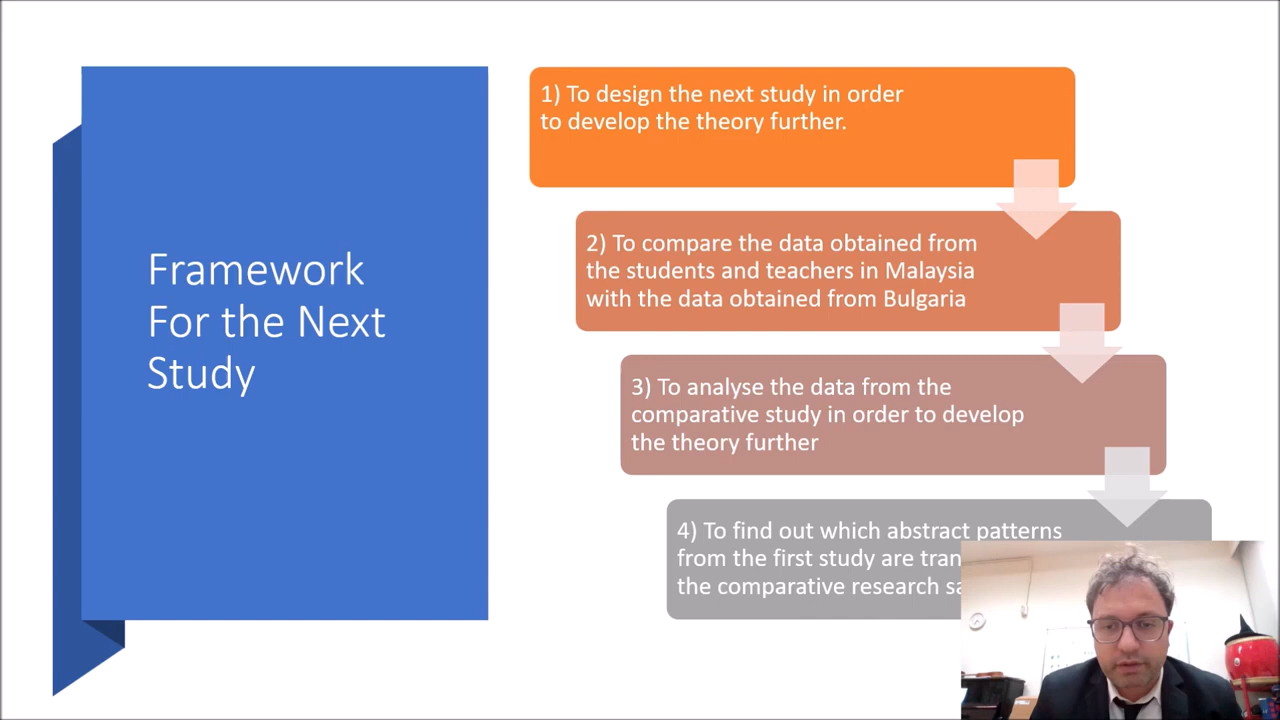 Framework
For the Next
Study
1) To design the next study in order
to develop the theory further.
2) To compare the data obtained from
the students and teachers in Malaysia
with the data obtained from Bulgaria
3) To analyse the data from the
comparative study in order to develop
the theory further
4) To find out which abstract patterns
from the first study are
the comparative research